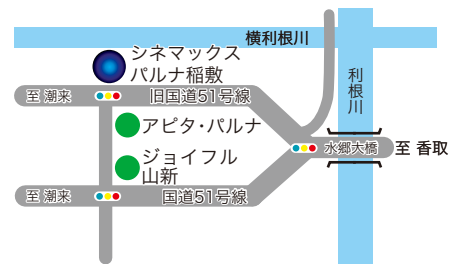 横利根川
シネマックス
パルナ稲敷
利根川
至 潮来
旧国道51号線
アピタ・パルナ
水郷大橋
至 香取
ジョイフル
山新
至 潮来
国道51号線